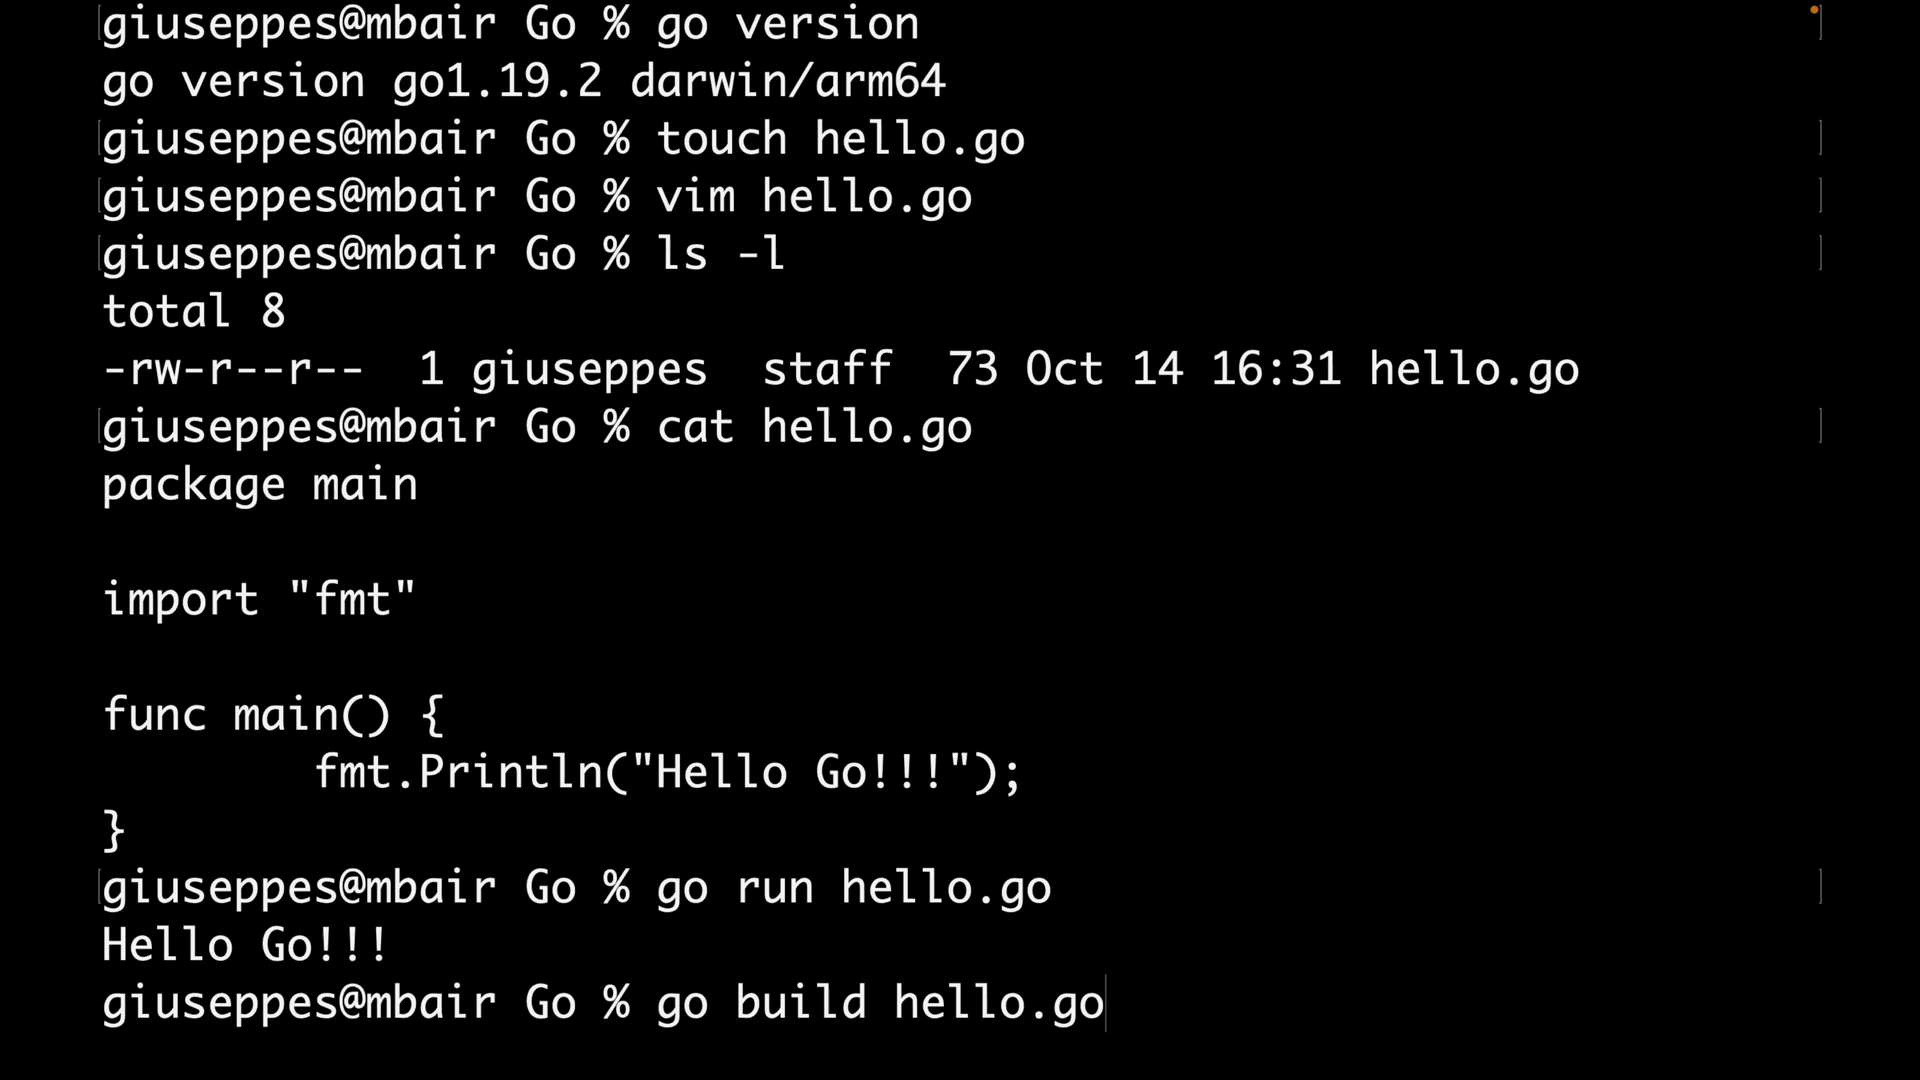 giuseppes@mbair Go % go version
go version go1.19.2 darwin/arm64
giuseppes@mbair Go % touch hello.go
giuseppes@mbair Go % vim hello.go
giuseppes@mbair Go % ls -l
total 8
-rw-r--r--  1 giuseppes  staff  73 Oct 14 16:31 hello.go
giuseppes@mbair Go % cat hello.go
package main

import "fmt"

func main() {
        fmt.Println("Hello Go!!!");
}
giuseppes@mbair Go % go run hello.go
Hello Go!!!
giuseppes@mbair Go % go build hello.go